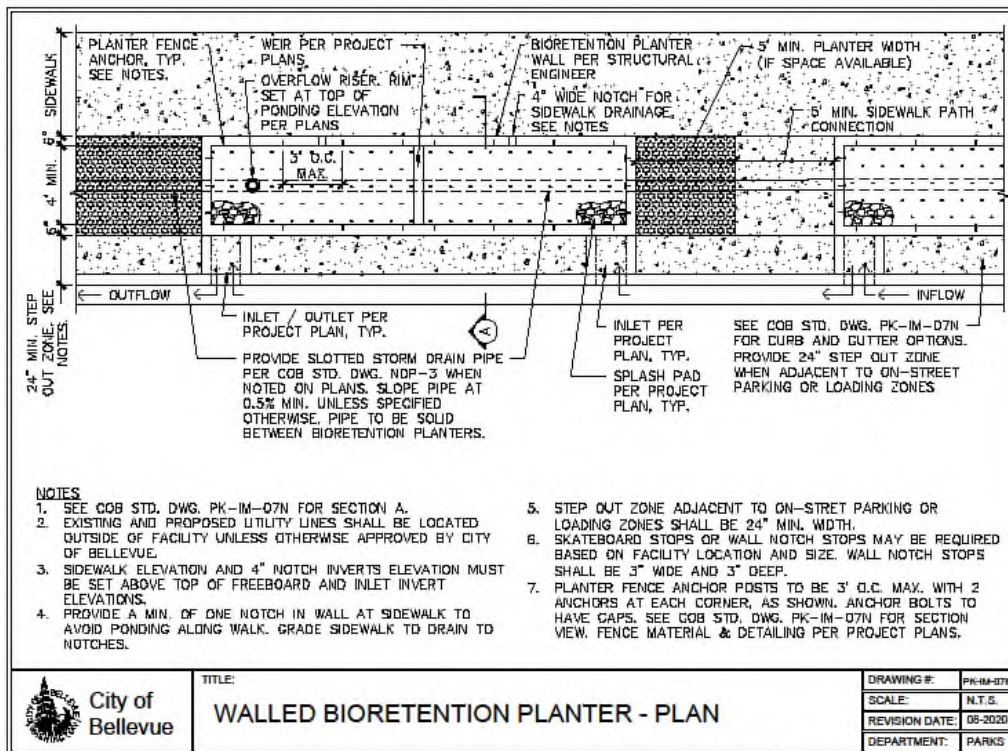 PLANTER FENCE
ANCHOR, TYP.
SEE NOTES.
WEIR PER PROJECT
PLANS
OVERFLOW RISER. RIM
SET AT TOP OF
PONDING ELEVATION
PER PLANS
BIORETENTION PLANTER
WALL PER STRUCTURAL
ENGINEER
4" WIDE NOTCH FOR
SIDEWALK DRAINAGE,
SEE NOTES
5' MIN. PLANTER WIDTH
(IF SPACE AVAILABLE)
5' MIN. SIDEWALK PATH
CONNECTION
SIDEWALK
6"
4' MIN.
6"
24" MIN. STEP
OUT ZONE. SEE
NOTES.
3' O.C.
MAX.
OUTFLOW
INFLOW
INLET / OUTLET PER
PROJECT PLAN, TYP.
A
INLET PER
PROJECT
PLAN, TYP.
SPLASH PAD
PER PROJECT
PLAN, TYP.
SEE COB STD. DWG. PK-IM-07N
FOR CURB AND GUTTER OPTIONS.
PROVIDE 24" STEP OUT ZONE
WHEN ADJACENT TO ON-STREET
PARKING OR LOADING ZONES
PROVIDE SLOTTED STORM DRAIN PIPE
PER COB STD. DWG. NDP-3 WHEN
NOTED ON PLANS. SLOPE PIPE AT
0.5% MIN. UNLESS SPECIFIED
OTHERWISE. PIPE TO BE SOLID
BETWEEN BIORETENTION PLANTERS.
NOTES
1. SEE COB STD. DWG. PK-IM-07N FOR SECTION A.
2. EXISTING AND PROPOSED UTILITY LINES SHALL BE LOCATED
OUTSIDE OF FACILITY UNLESS OTHERWISE APPROVED BY CITY
OF BELLEVUE.
3. SIDEWALK ELEVATION AND 4" NOTCH INVERTS ELEVATION MUST
BE SET ABOVE TOP OF FREEBOARD AND INLET INVERT
ELEVATIONS.
4. PROVIDE A MIN. OF ONE NOTCH IN WALL AT SIDEWALK TO
AVOID PONDING ALONG WALK. GRADE SIDEWALK TO DRAIN TO
NOTCHES.
5. STEP OUT ZONE ADJACENT TO ON-STRET PARKING OR
LOADING ZONES SHALL BE 24" MIN. WIDTH.
6. SKATEBOARD STOPS OR WALL NOTCH STOPS MAY BE REQUIRED
BASED ON FACILITY LOCATION AND SIZE. WALL NOTCH STOPS
SHALL BE 3" WIDE AND 3" DEEP.
7. PLANTER FENCE ANCHOR POSTS TO BE 3' O.C. MAX. WITH 2
ANCHORS AT EACH CORNER, AS SHOWN. ANCHOR BOLTS TO
HAVE CAPS. SEE COB STD. DWG. PK-IM-07N FOR SECTION
VIEW. FENCE MATERIAL & DETAILING PER PROJECT PLANS.
City of
Bellevue
TITLE:
WALLED BIORETENTION PLANTER - PLAN
DRAWING #:
SCALE: N.T.S.
REVISION DATE: 06-2020
DEPARTMENT: PARKS